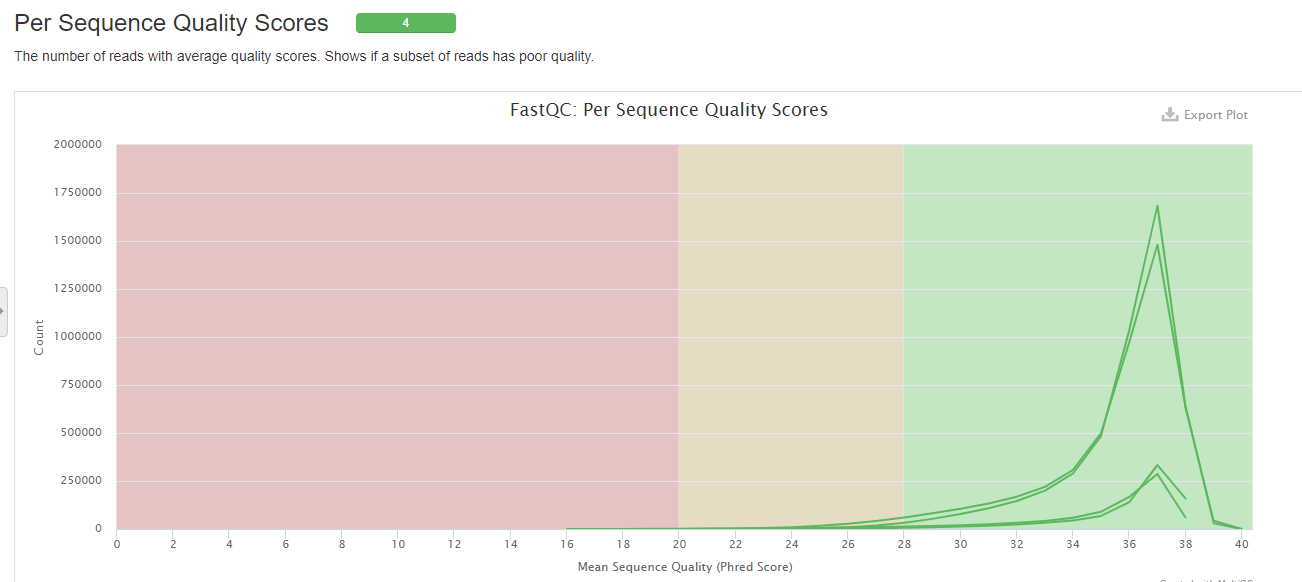 Per Sequence Quality Scores 4
The number of reads with average quality scores. Shows if a subset of reads has poor quality.
FastQC: Per Sequence Quality Scores
Export Plot
2000000
1750000
1500000
1250000
1000000
750000
500000
250000
0
Count
0 2 4 6 8 10 12 14 16 18 20 22 24 26 28 30 32 34 36 38 40
Mean Sequence Quality (Phred Score)